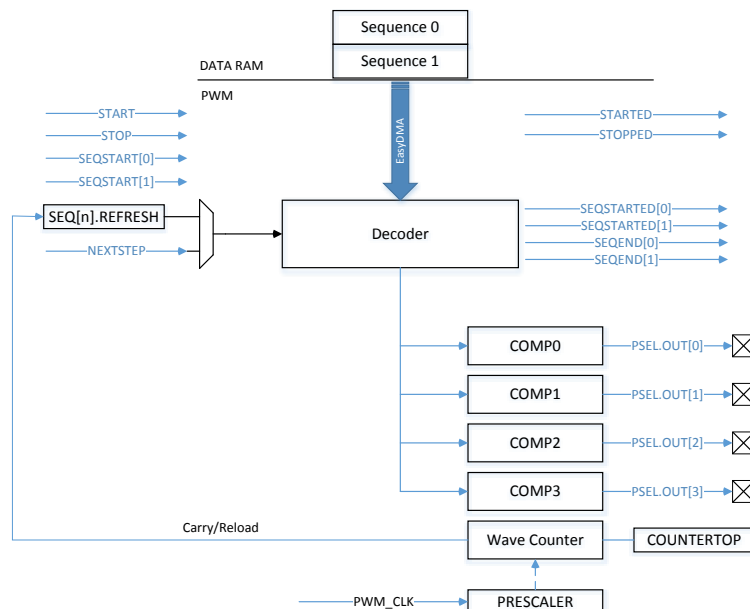 Sequence 0
Sequence 1
DATA RAM
PWM
EasyDMA
START
STOP
SEQSTART[0]
SEQSTART[1]
STARTED
STOPPED
SEQ[n].REFRESH
NEXTSTEP
Decoder
SEQSTARTED[0]
SEQSTARTED[1]
SEQEND[0]
SEQEND[1]
COMP0
PSEL.OUT[0]
COMP1
PSEL.OUT[1]
COMP2
PSEL.OUT[2]
COMP3
PSEL.OUT[3]
Carry/Reload
Wave Counter
COUNTERTOP
PWM_CLK
PRESCALER